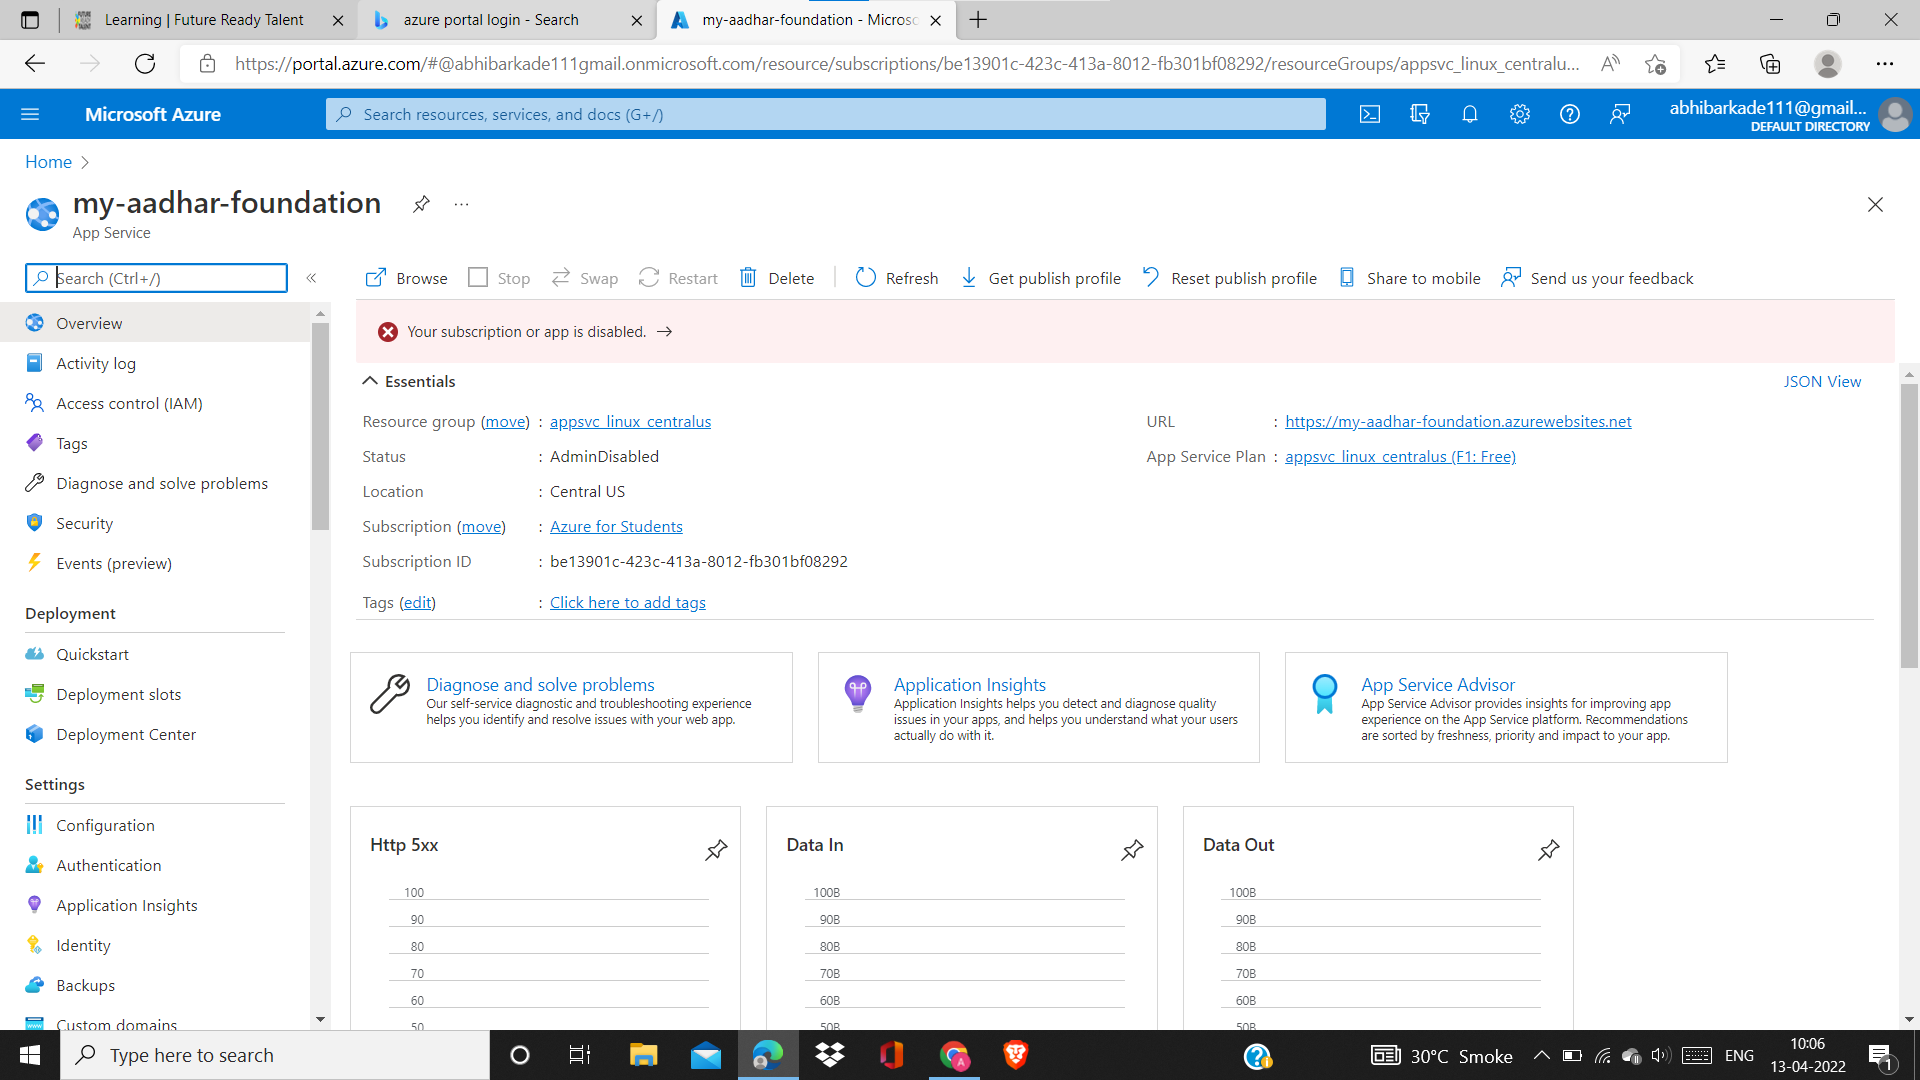 Learning | Future Ready Talent
azure portal login - Search
my-aadhar-foundation - Microsc
https://portal.azure.com/#@abhibarkade111gmail.onmicrosoft.com/resource/subscriptions/be13901c-423c-413a-8012-fb301bf08292/resourceGroups/appsvc_linux_centralu...
Microsoft Azure
Search resources, services, and docs (G+/)
abhibarkade111@gmail....
DEFAULT DIRECTORY
Home
my-aadhar-foundation
App Service
Search (Ctrl+/)
Browse
Stop
Swap
Restart
Delete
Refresh
Get publish profile
Reset publish profile
Share to mobile
Send us your feedback
Overview
Activity log
Access control (IAM)
Tags
Diagnose and solve problems
Security
Events (preview)
Deployment
Quickstart
Deployment slots
Deployment Center
Settings
Configuration
Authentication
Application Insights
Identity
Backups
Custom domains
Your subscription or app is disabled. →
Essentials
JSON View
Resource group (move) : appsvc_linux_centralus
Status : AdminDisabled
Location : Central US
Subscription (move) : Azure for Students
Subscription ID : be13901c-423c-413a-8012-fb301bf08292
Tags (edit) : Click here to add tags
URL : https://my-aadhar-foundation.azurewebsites.net
App Service Plan : appsvc_linux_centralus (F1: Free)
Diagnose and solve problems
Our self-service diagnostic and troubleshooting experience
helps you identify and resolve issues with your web app.
Application Insights
Application Insights helps you detect and diagnose quality
issues in your apps, and helps you understand what your users
actually do with it.
App Service Advisor
App Service Advisor provides insights for improving app
experience on the App Service platform. Recommendations
are sorted by freshness, priority and impact to your app.
Http 5xx
100
90
80
70
60
50
Data In
100B
90B
80B
70B
60B
50B
Data Out
100B
90B
80B
70B
60B
50B
Type here to search
30°C Smoke
ENG
10:06
13-04-2022
1